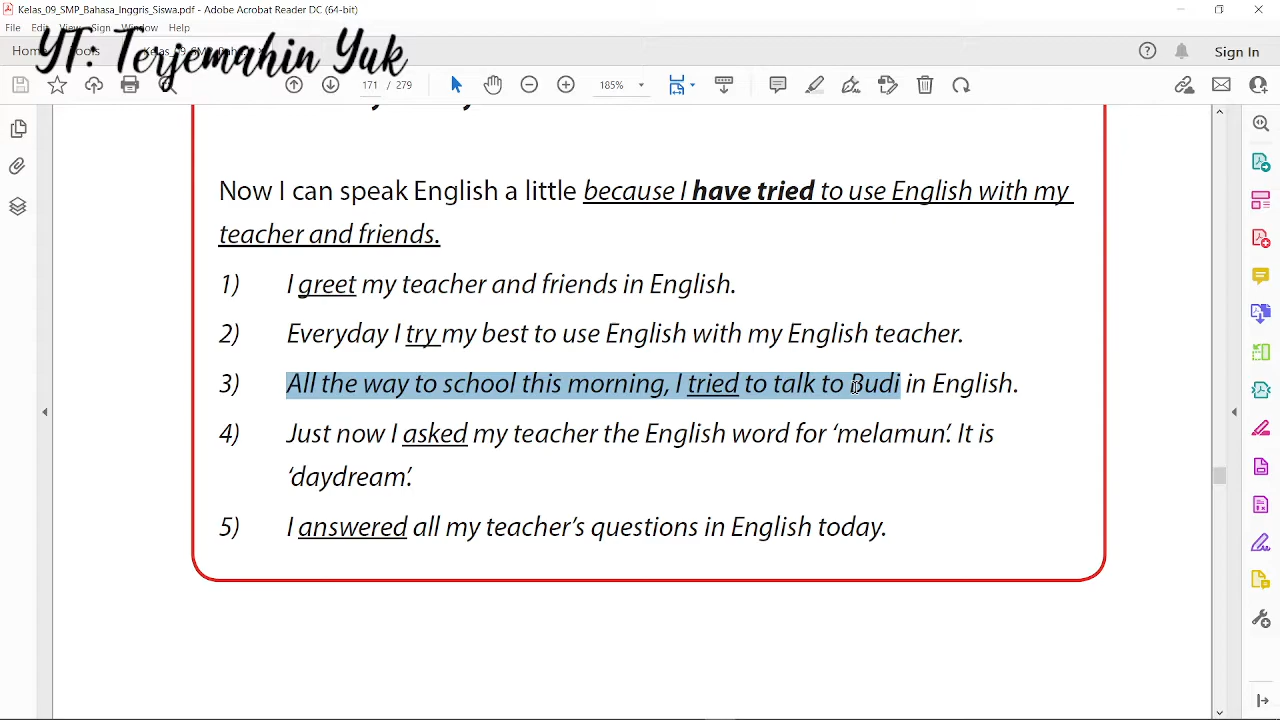 Kelas_09_SMP_Bahasa_Inggris_Siswa.pdf - Adobe Acrobat Reader DC (64-bit)
File Edit View Sign Window Help
YT: Terjemahin Yuk
Home Tools
Sign In
171 / 279
185%
Now I can speak English a little because I have tried to use English with my
teacher and friends.
1) I greet my teacher and friends in English.
2) Everyday I try my best to use English with my English teacher.
3) All the way to school this morning, I tried to talk to Budi in English.
4) Just now I asked my teacher the English word for ‘melamun’. It is
‘daydream’.
5) I answered all my teacher’s questions in English today.